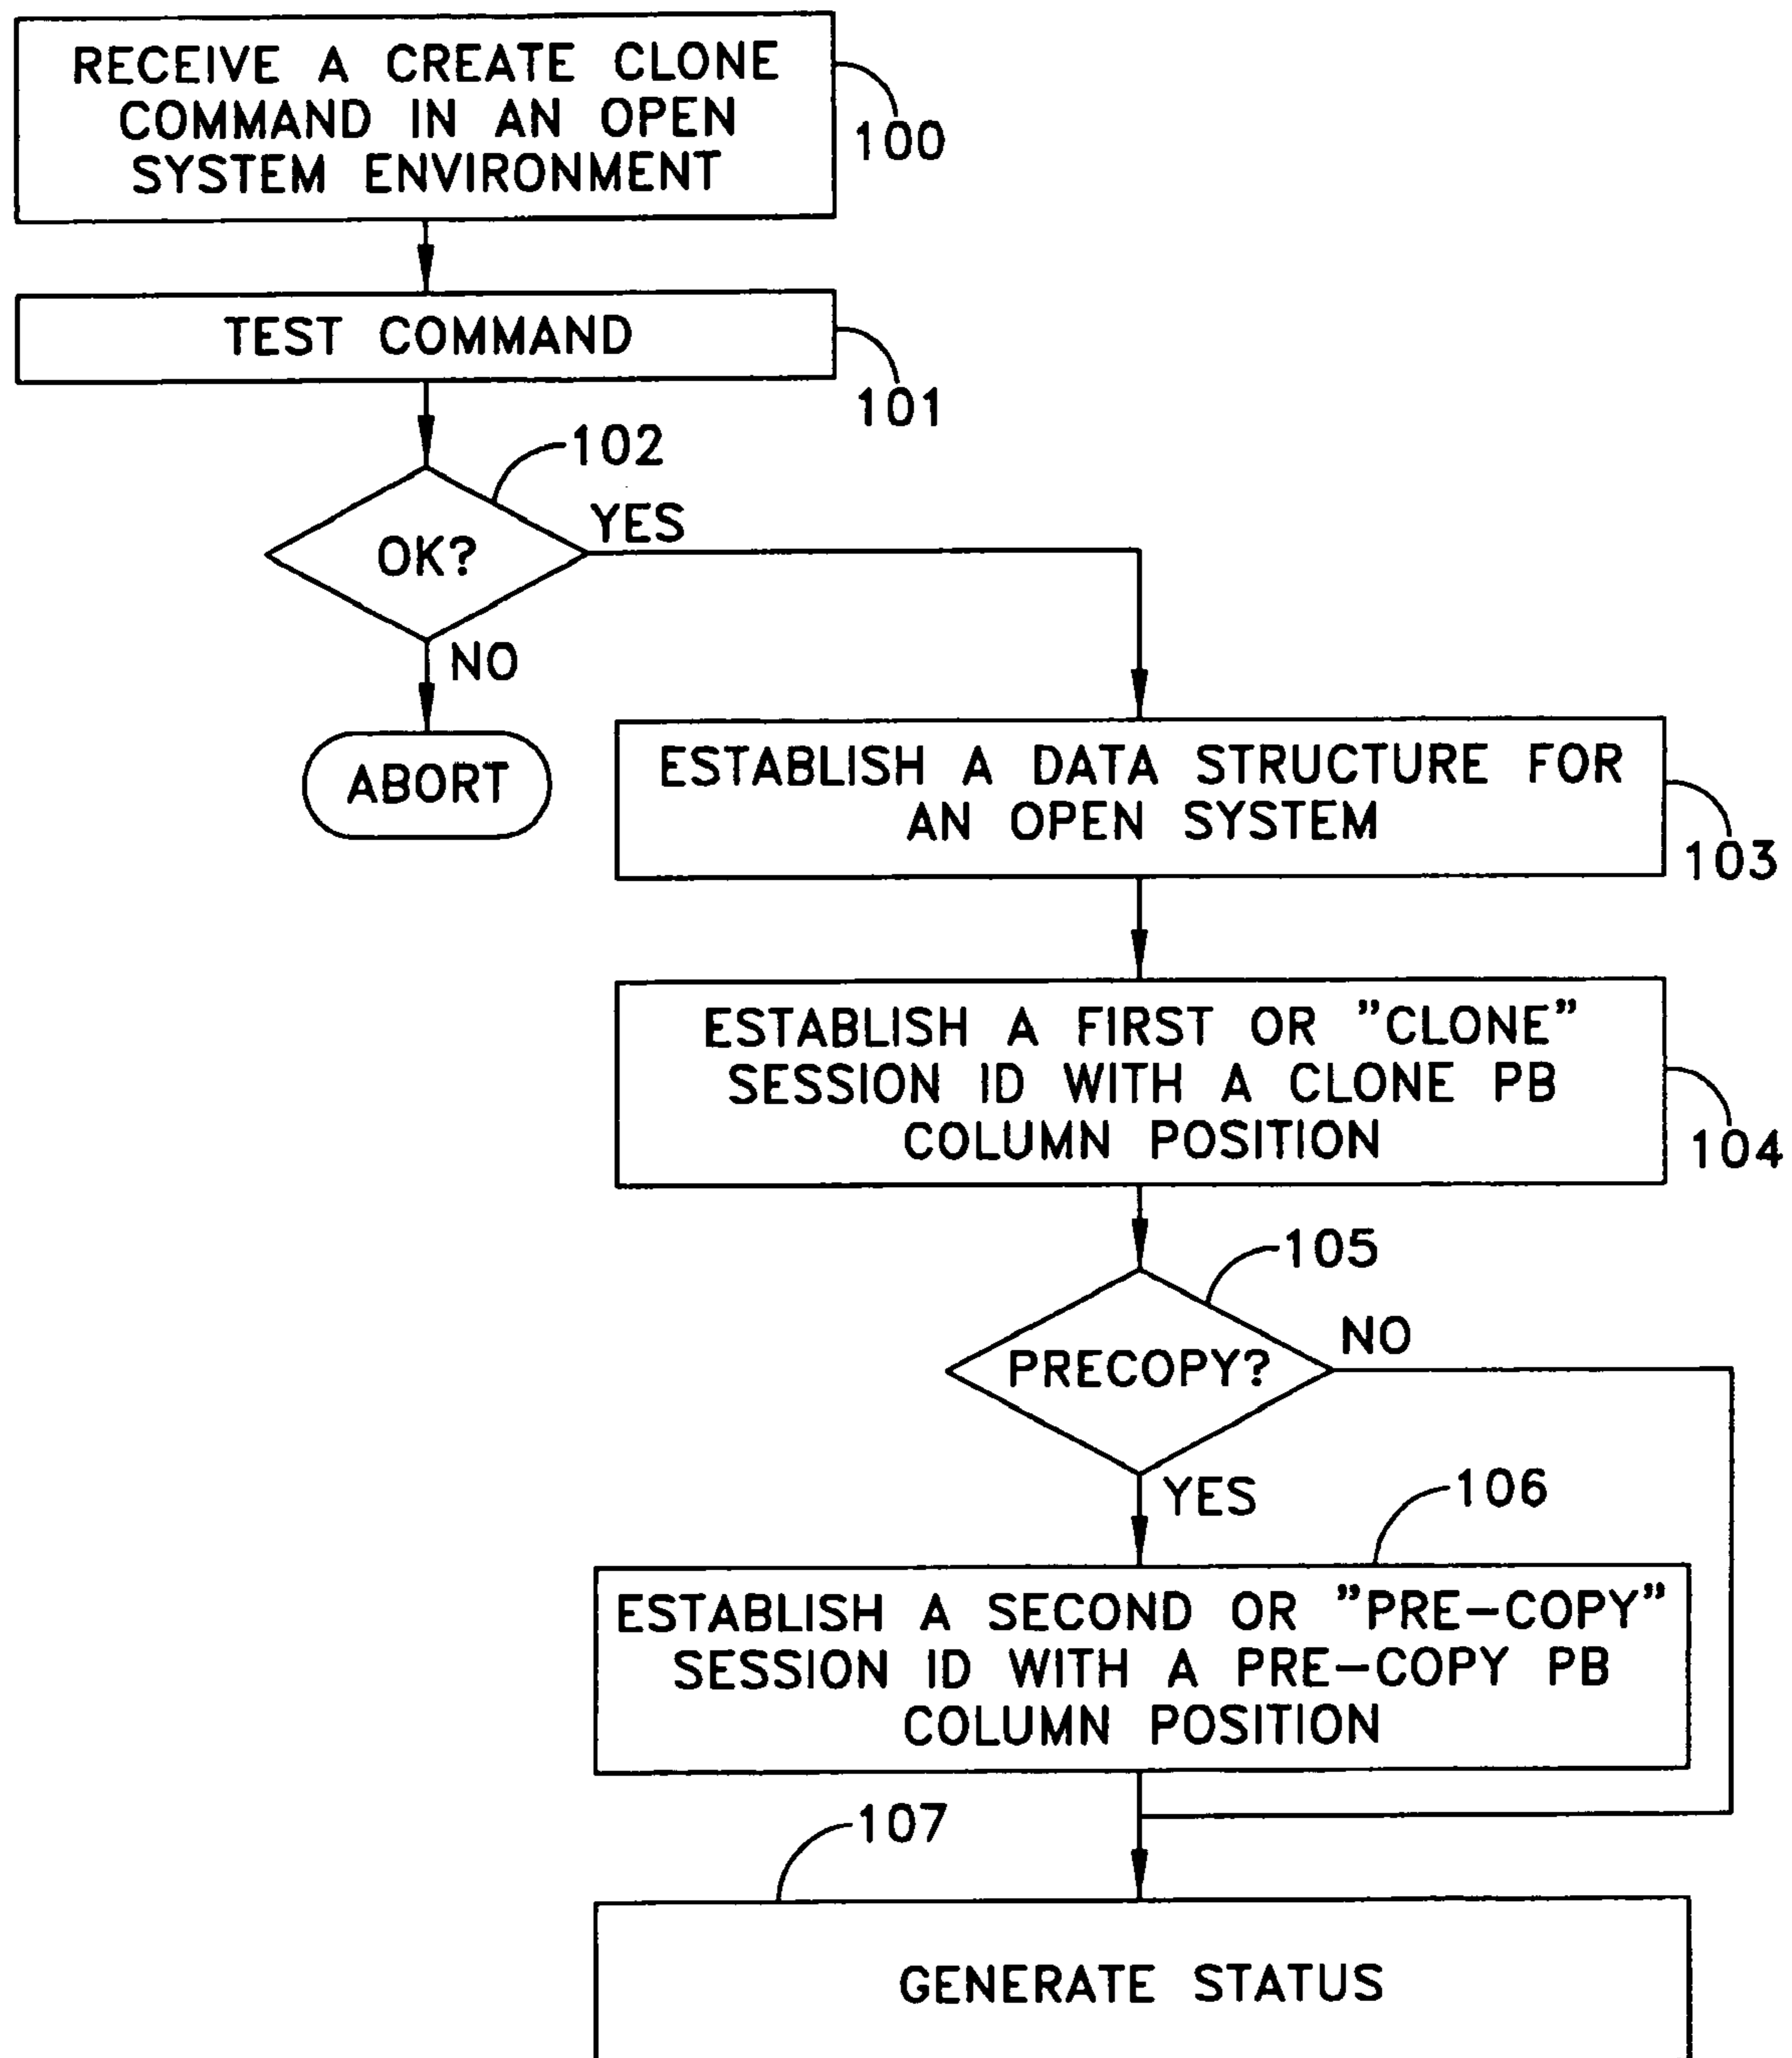 RECEIVE A CREATE CLONE
COMMAND IN AN OPEN
SYSTEM ENVIRONMENT
100
TEST COMMAND
101
102
OK?
YES
NO
ABORT
ESTABLISH A DATA STRUCTURE FOR
AN OPEN SYSTEM
103
ESTABLISH A FIRST OR ”CLONE”
SESSION ID WITH A CLONE PB
COLUMN POSITION
104
105
PRECOPY?
NO
YES
106
ESTABLISH A SECOND OR ”PRE–COPY”
SESSION ID WITH A PRE–COPY PB
COLUMN POSITION
107
GENERATE STATUS